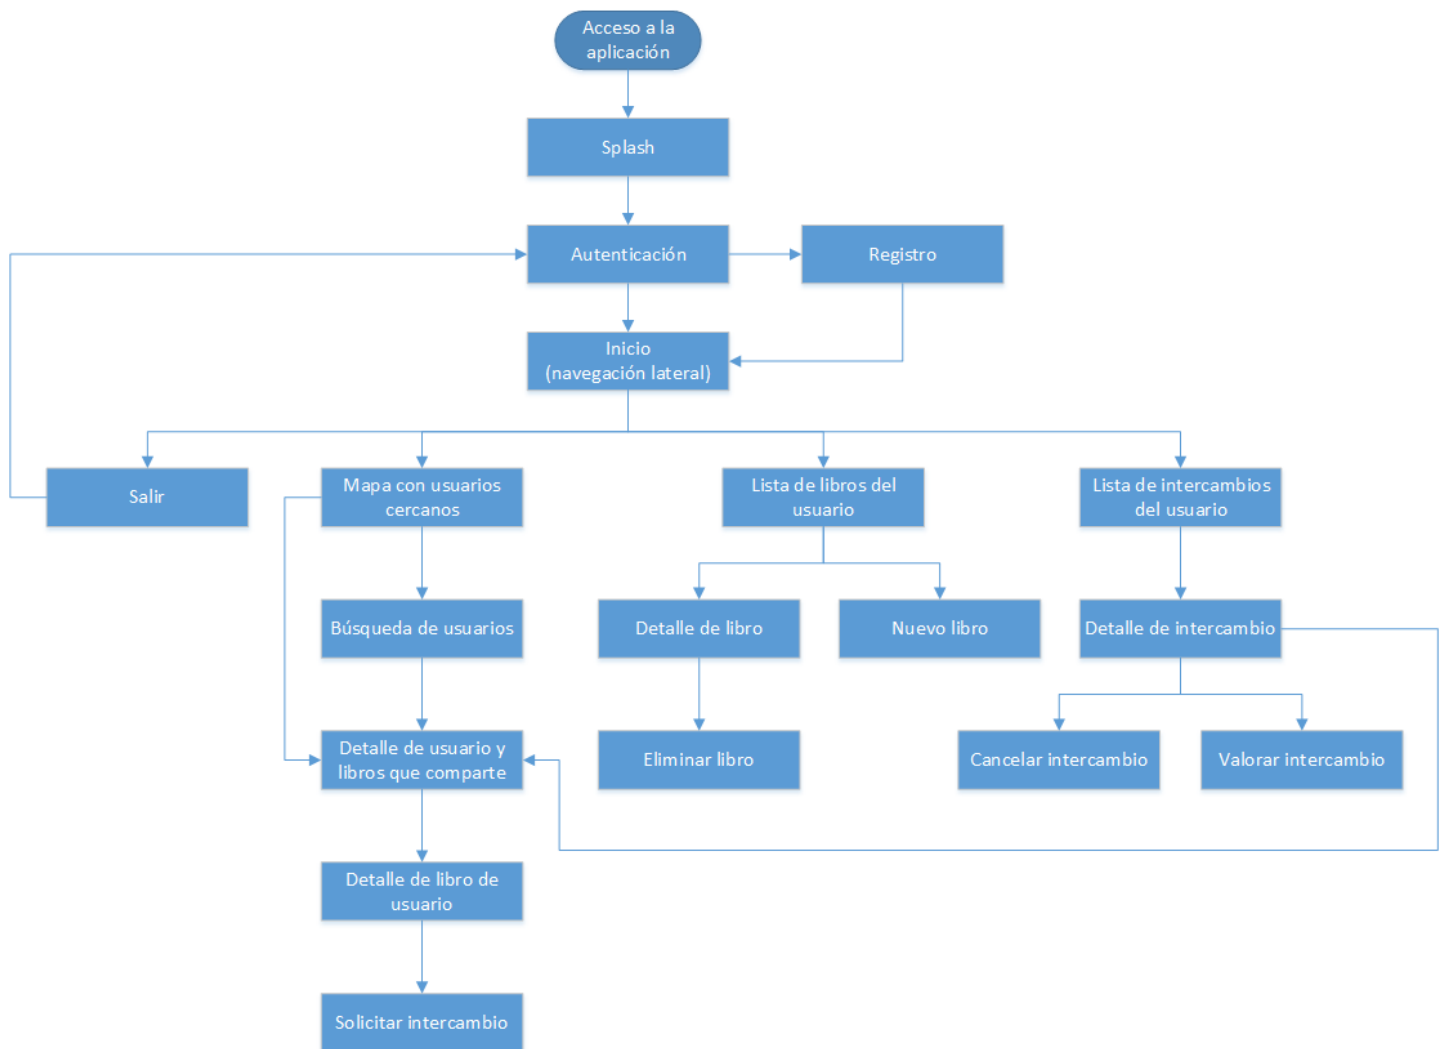 Acceso a la
aplicación
Splash
Autenticación
Registro
Inicio
(navegación lateral)
Salir
Mapa con usuarios
cercanos
Lista de libros del
usuario
Lista de intercambios
del usuario
Búsqueda de usuarios
Detalle de libro
Nuevo libro
Detalle de intercambio
Detalle de usuario y
libros que comparte
Eliminar libro
Cancelar intercambio
Valorar intercambio
Detalle de libro de
usuario
Solicitar intercambio